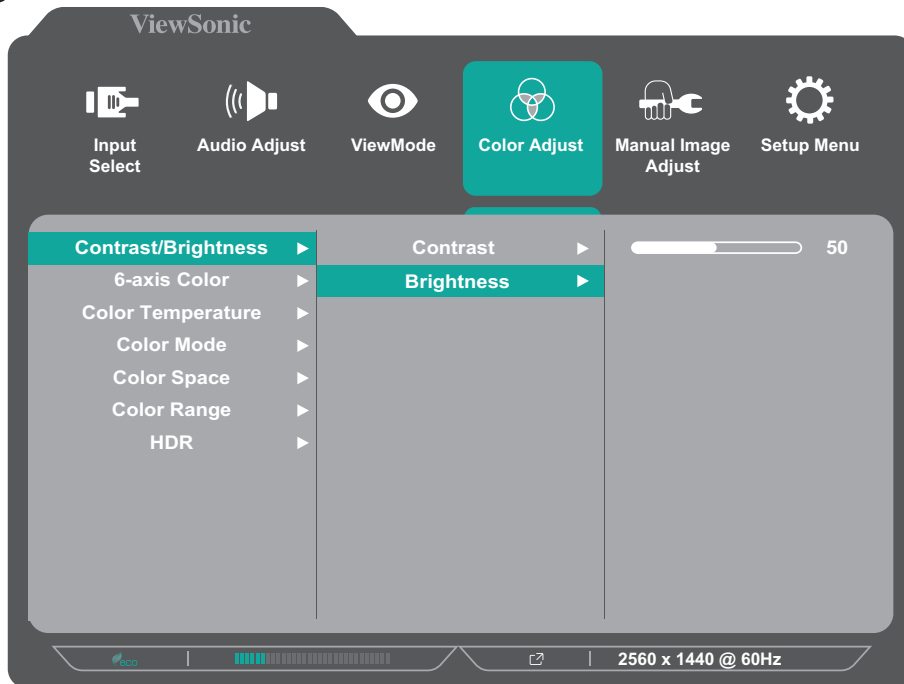 ViewSonic
Input
Select
Audio Adjust
ViewMode
Color Adjust
Manual Image
Adjust
Setup Menu
Contrast/Brightness
6-axis Color
Color Temperature
Color Mode
Color Space
Color Range
HDR
Contrast
Brightness
50
eco
2560 x 1440 @ 60Hz